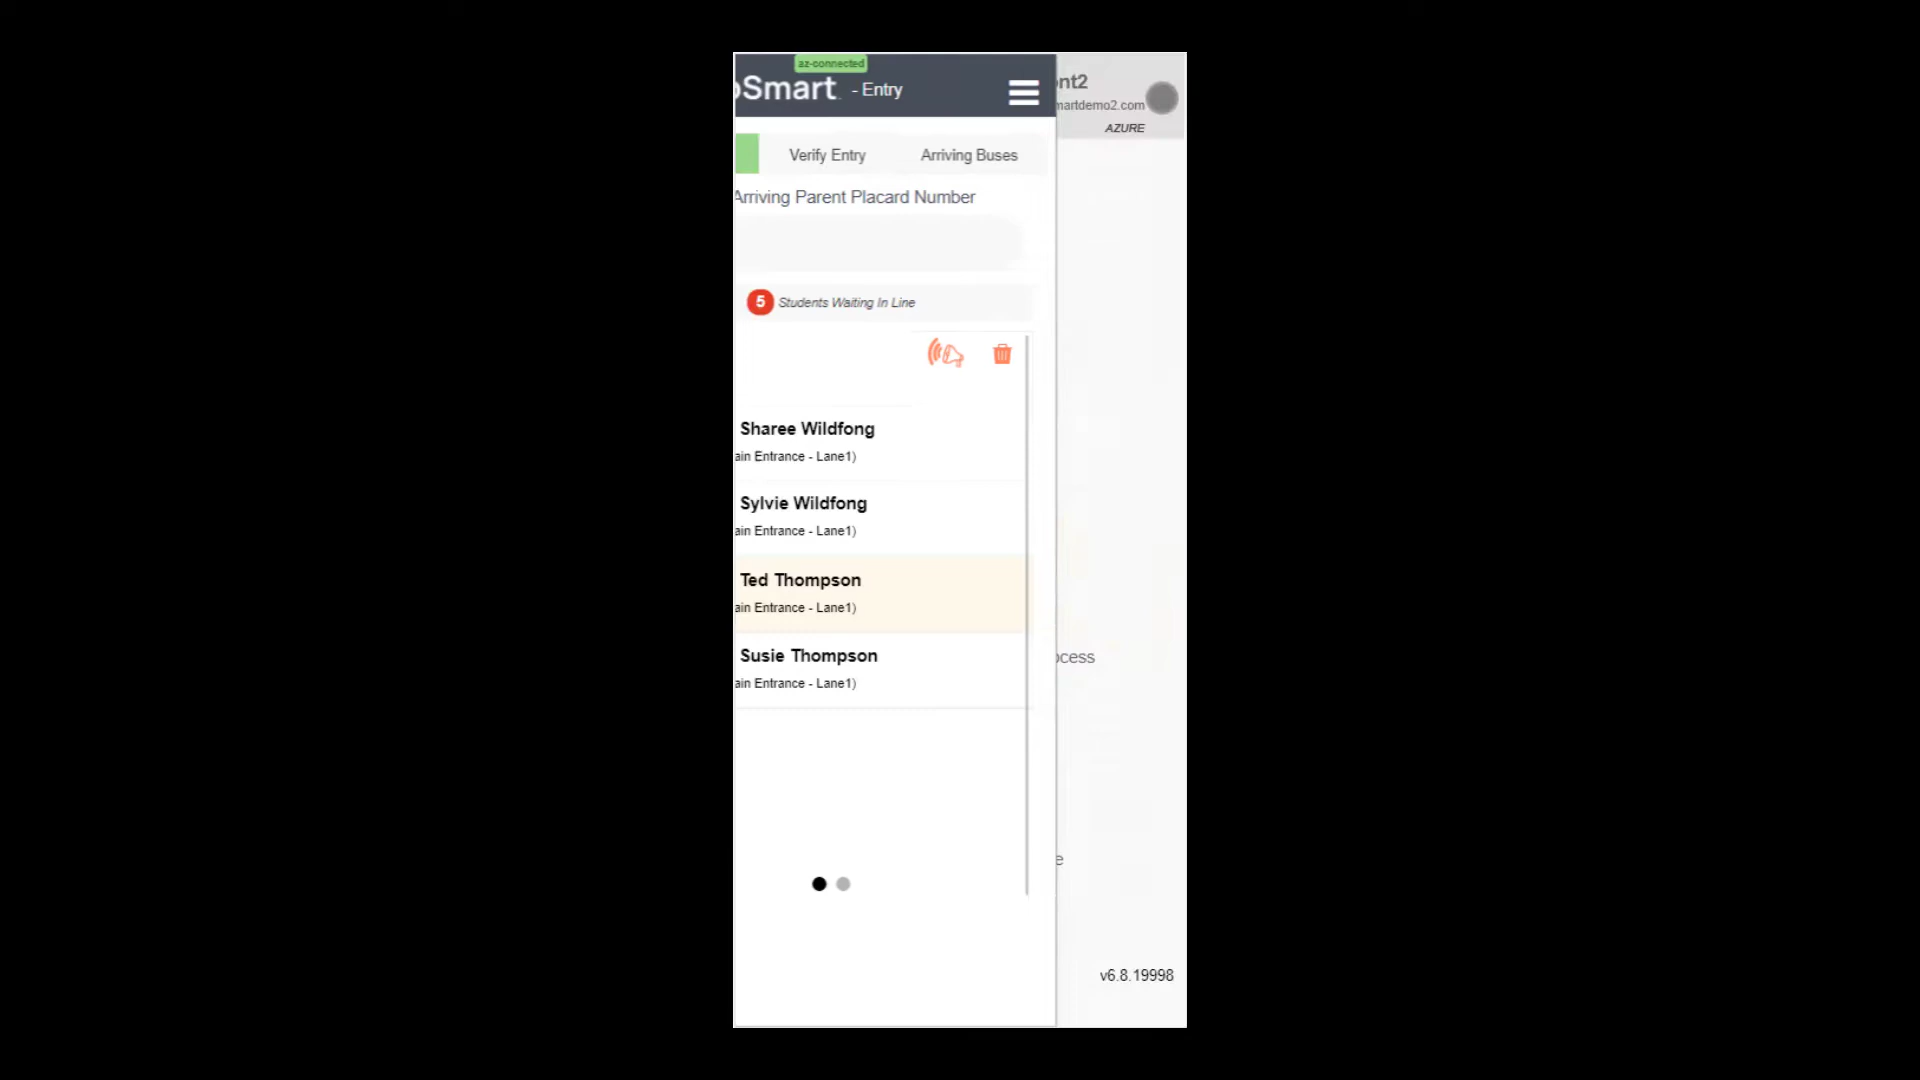 az-connected
Smart - Entry
nt2
martdemo2.com
AZURE
Verify Entry
Arriving Buses
Arriving Parent Placard Number
5 Students Waiting In Line
Sharee Wildfong
ain Entrance - Lane1)
Sylvie Wildfong
ain Entrance - Lane1)
Ted Thompson
ain Entrance - Lane1)
Susie Thompson
ain Entrance - Lane1)
ocess
e
v6.8.19998